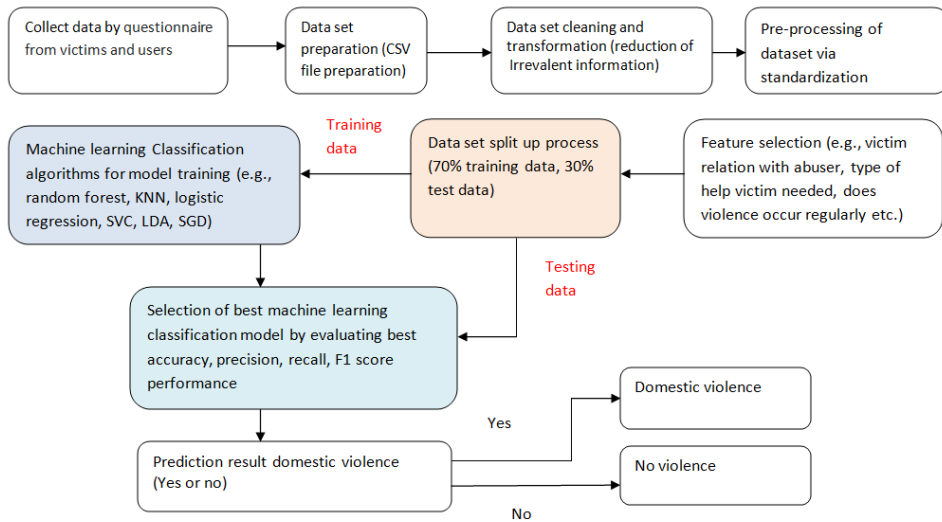 Collect data by questionnaire
from victims and users
Data set
preparation (CSV
file preparation)
Data set cleaning and
transformation (reduction of
Irrevalent information)
Pre-processing of
dataset via
standardization
Machine learning Classification
algorithms for model training (e.g.,
random forest, KNN, logistic
regression, SVC, LDA, SGD)
Training
data
Data set split up process
(70% training data, 30%
test data)
Feature selection (e.g., victim
relation with abuser, type of
help victim needed, does
violence occur regularly etc.)
Testing
data
Selection of best machine learning
classification model by evaluating best
accuracy, precision, recall, F1 score
performance
Yes
Domestic violence
Prediction result domestic violence
(Yes or no)
No violence
No